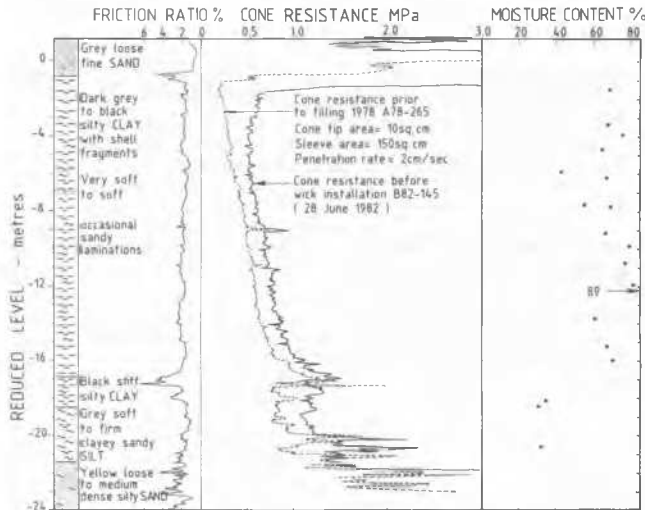 FRICTION RATIO % CONE RESISTANCE MPa MOISTURE CONTENT %
6 4 2 0 0.5 1.0 2.0 3.0 20 40 60 80
REDUCED LEVEL - metres
0
-4
-8
-12
-16
-20
-24
Grey loose
fine SAND
Dark grey
to black
silty CLAY
with shell
fragments
Very soft
to soft
occasional
sandy
laminations
Black stiff
silty CLAY
Grey soft
to firm
clayey sandy
SILT
Yellow loose
to medium
dense silty SAND
Cone resistance prior
to filling 1978 A78-265
Cone tip area= 10sq cm
Sleeve area= 150sq cm
Penetration rate= 2cm/sec
Cone resistance before
wick installation B82-145
( 28 June 1982 )
89